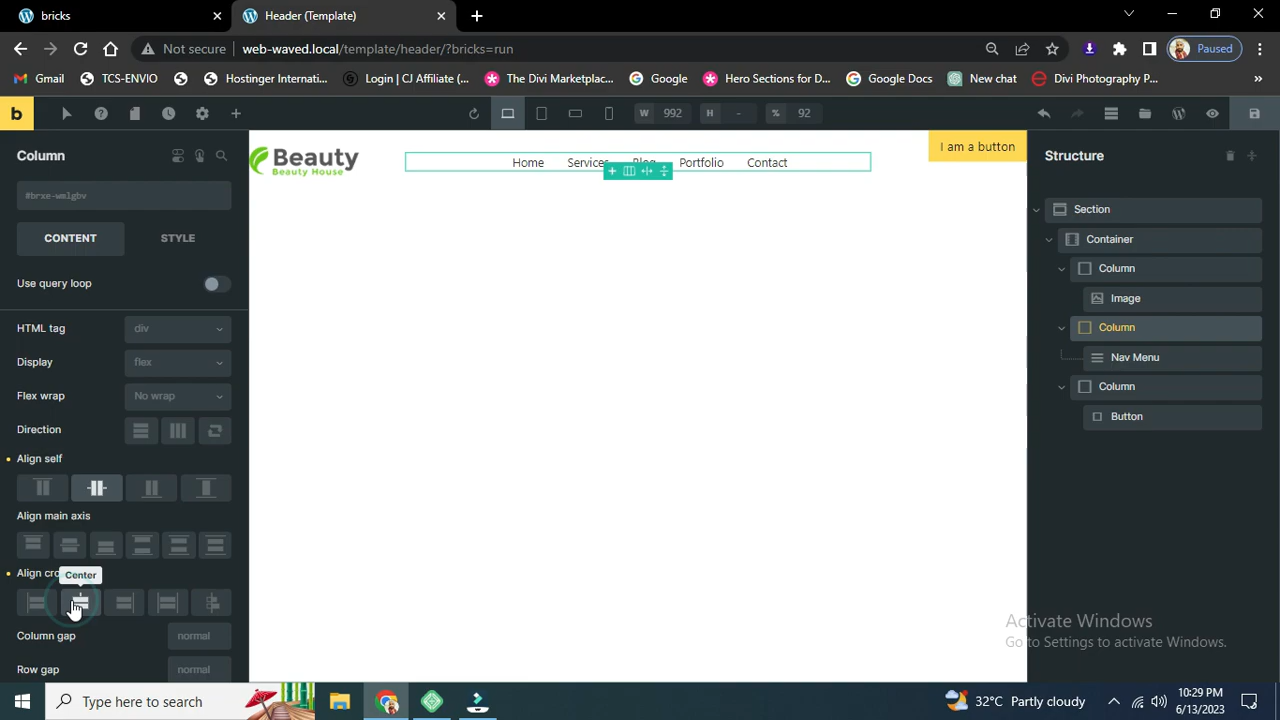 bricks
Header (Template)
Not secure
web-waved.local/template/header/?bricks=run
Paused
Gmail
TCS-ENVIO
Hostinger Internati...
Login | CJ Affiliate (...
The Divi Marketplac...
Google
Hero Sections for D...
Google Docs
New chat
Divi Photography P...
»
b
W 992 H - % 92
Column
#brxe-wmlgbv
CONTENT
STYLE
Use query loop
HTML tag
div
Display
flex
Flex wrap
No wrap
Direction
Align self
Align main axis
Align cro
Center
Column gap
normal
Row gap
normal
Beauty
Beauty House
Home
Services
Blog
Portfolio
Contact
I am a button
Structure
Section
Container
Column
Image
Column
Nav Menu
Column
Button
Activate Windows
Go to Settings to activate Windows.
Type here to search
32°C Partly cloudy
10:29 PM
6/13/2023